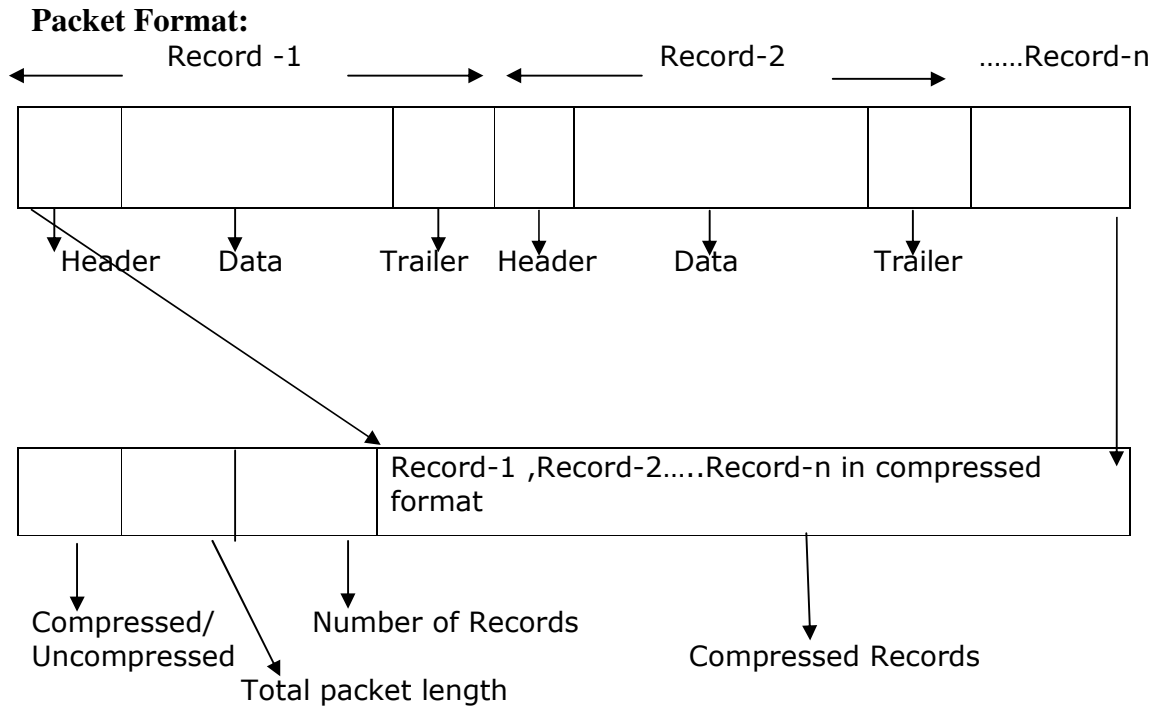 Packet Format:
Record -1 Record-2 ......Record-n
Header Data Trailer Header Data Trailer
Record-1 ,Record-2.....Record-n in compressed
format
Compressed/ Number of Records
Uncompressed Compressed Records
Total packet length